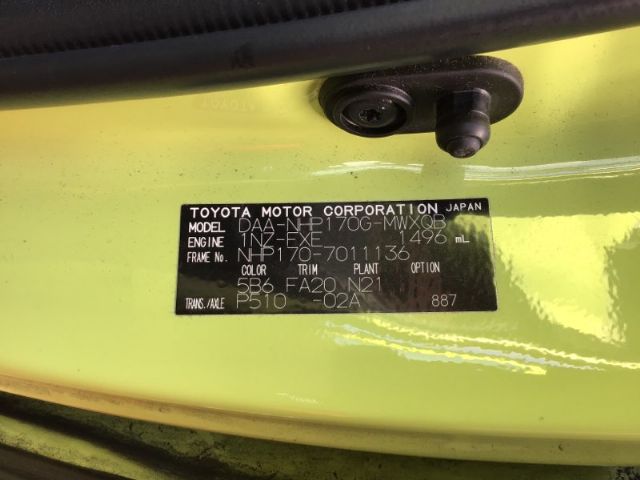 TOYOTA MOTOR CORPORATION JAPAN
MODEL DAA-NHP170G-MWXQB
ENGINE 1NZ-EXE 1496 mL
FRAME No. NHP170-7011136
COLOR TRIM PLANT OPTION
5B6 FA20 N21
TRANS./AXLE P510 -02A 887